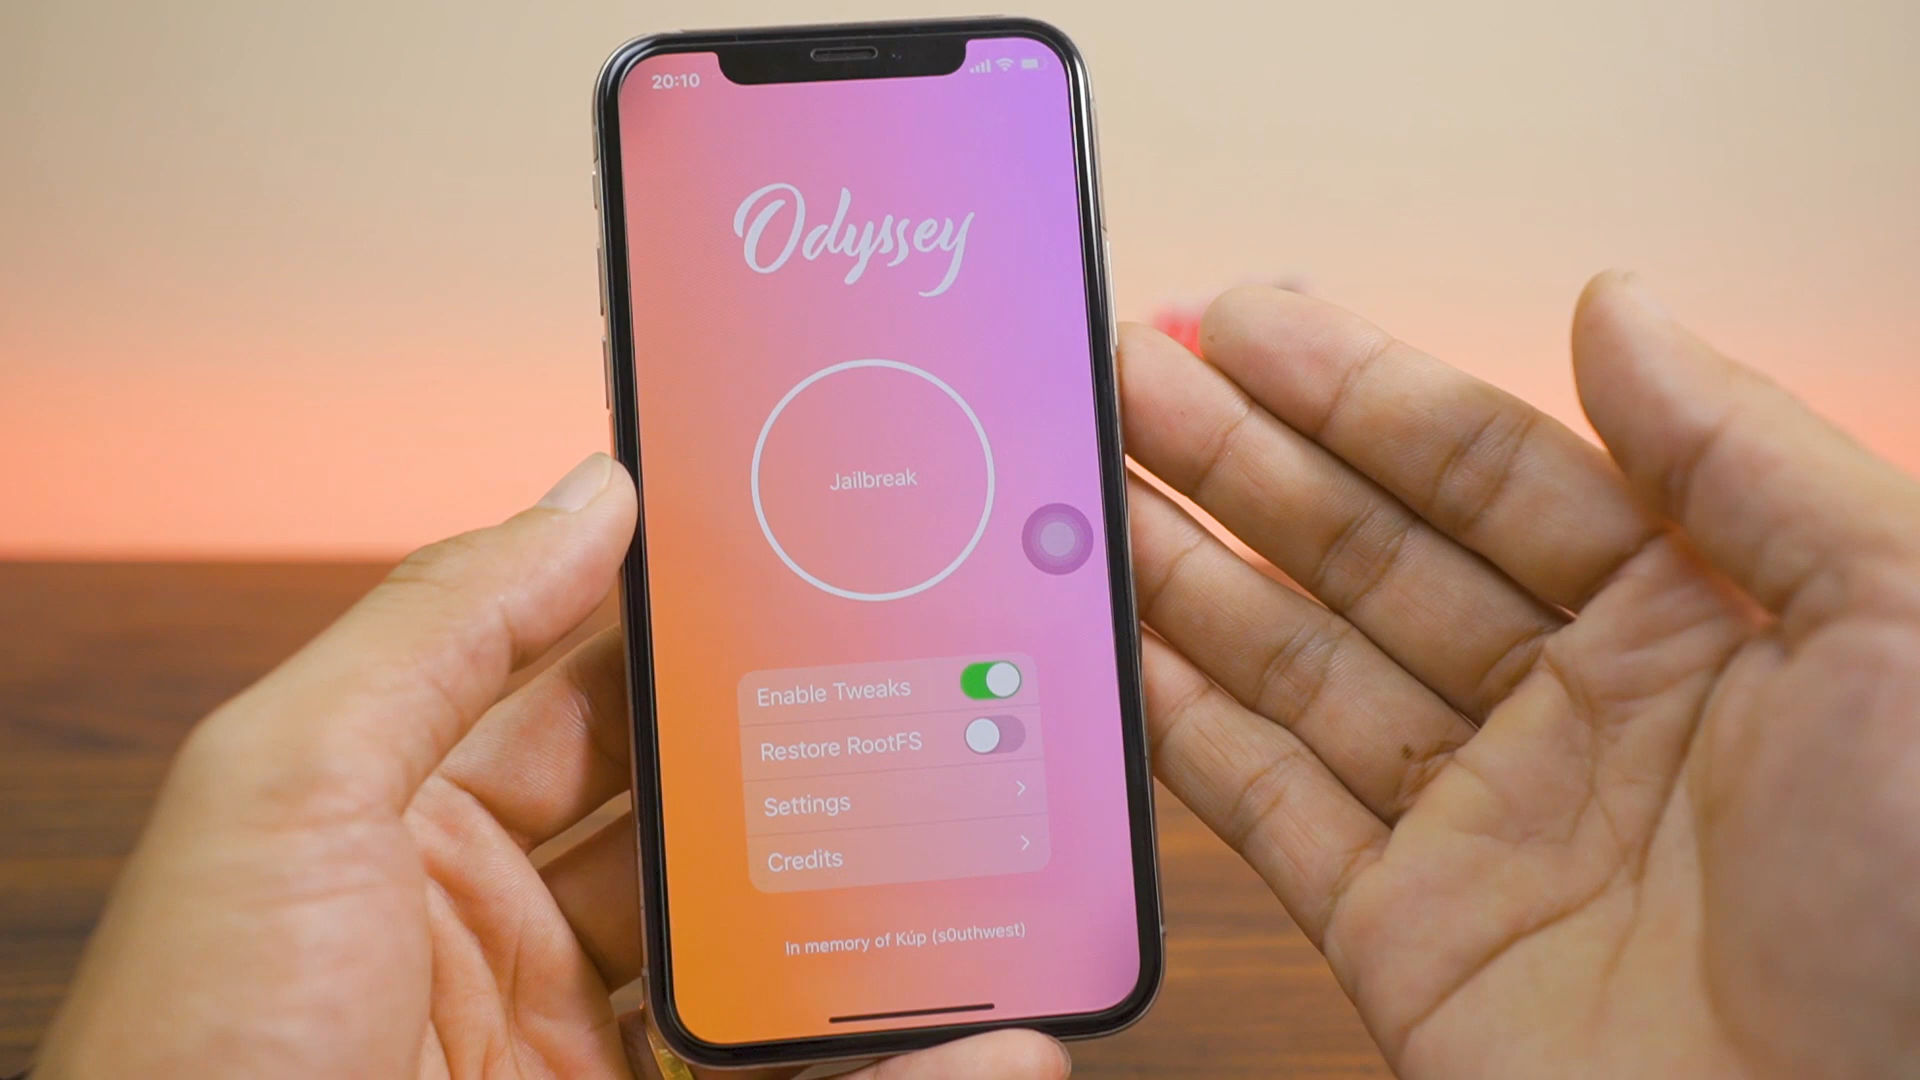 20:10
Odyssey
Jailbreak
Enable Tweaks
Restore RootFS
Settings
Credits
In memory of Kúp (s0uthwest)